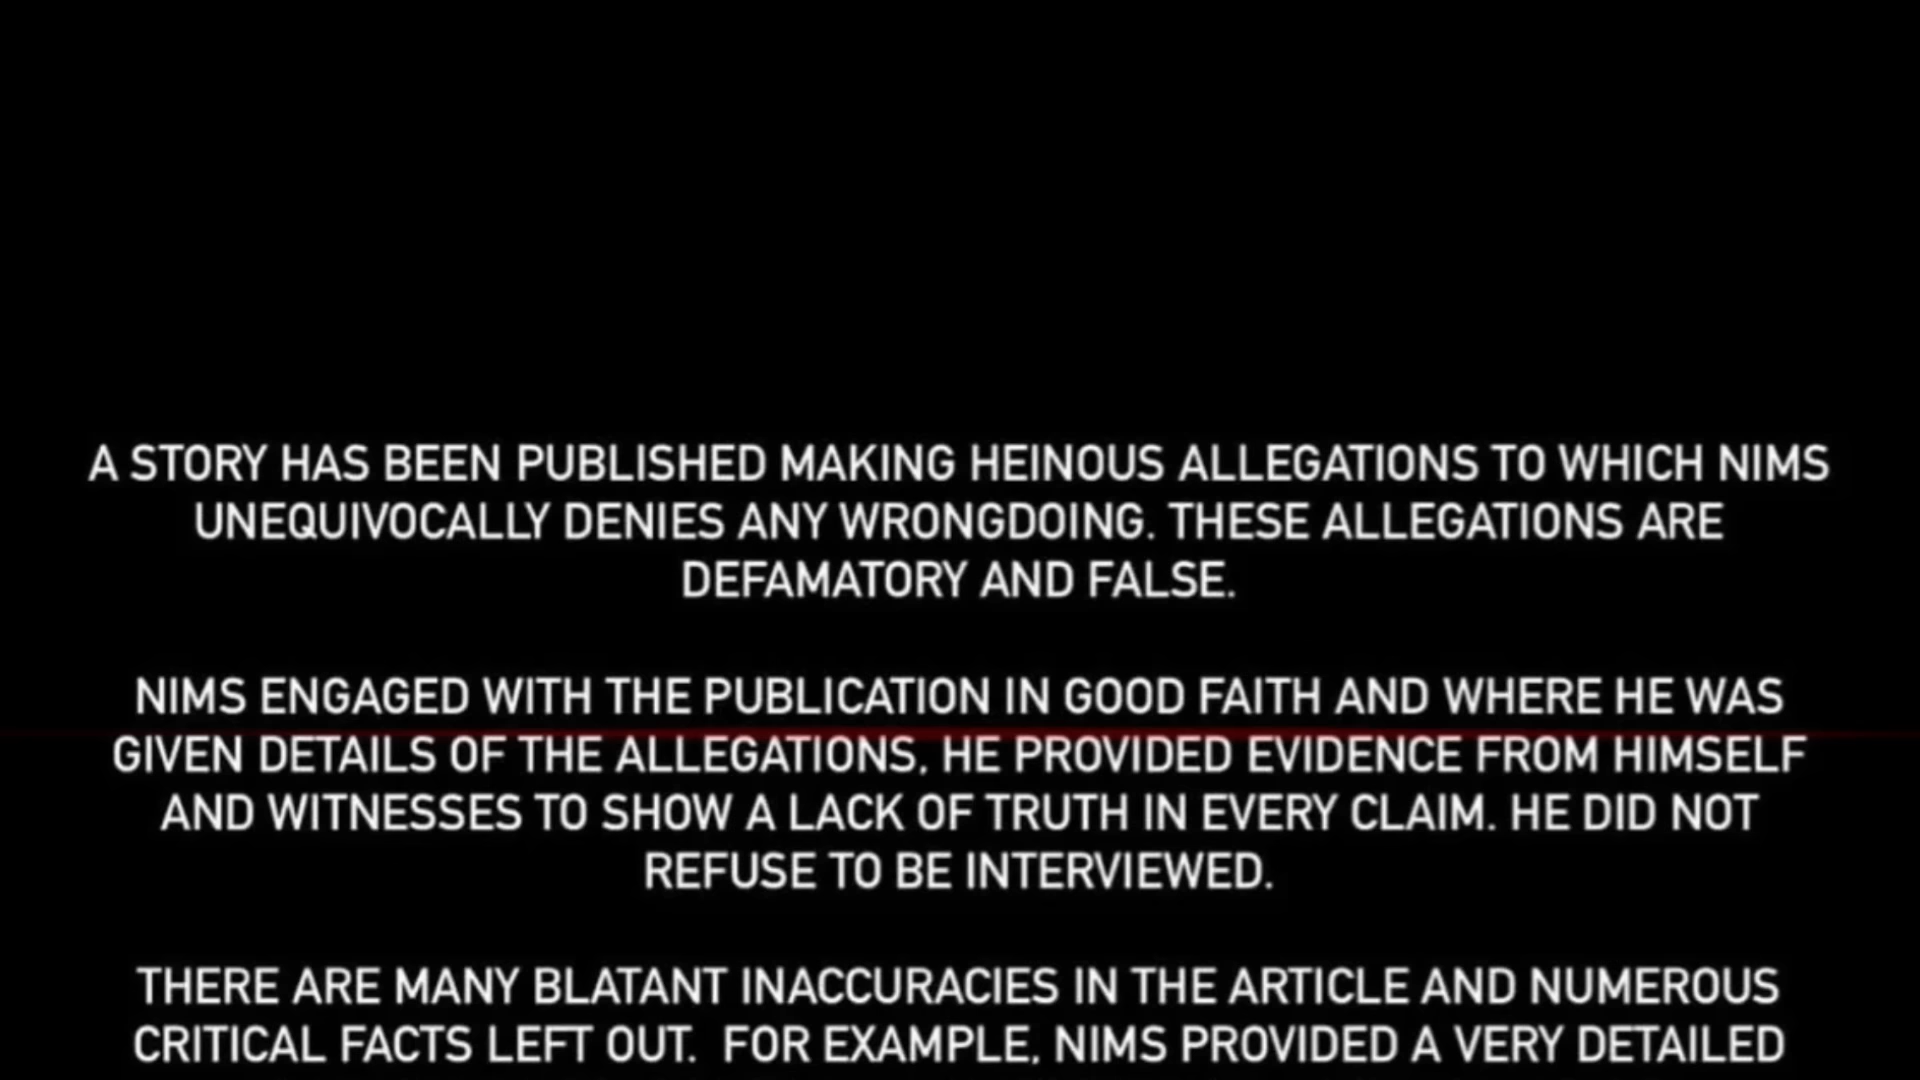 A STORY HAS BEEN PUBLISHED MAKING HEINOUS ALLEGATIONS TO WHICH NIMS
UNEQUIVOCALLY DENIES ANY WRONGDOING. THESE ALLEGATIONS ARE
DEFAMATORY AND FALSE.
NIMS ENGAGED WITH THE PUBLICATION IN GOOD FAITH AND WHERE HE WAS
GIVEN DETAILS OF THE ALLEGATIONS, HE PROVIDED EVIDENCE FROM HIMSELF
AND WITNESSES TO SHOW A LACK OF TRUTH IN EVERY CLAIM. HE DID NOT
REFUSE TO BE INTERVIEWED.
THERE ARE MANY BLATANT INACCURACIES IN THE ARTICLE AND NUMEROUS
CRITICAL FACTS LEFT OUT.  FOR EXAMPLE, NIMS PROVIDED A VERY DETAILED